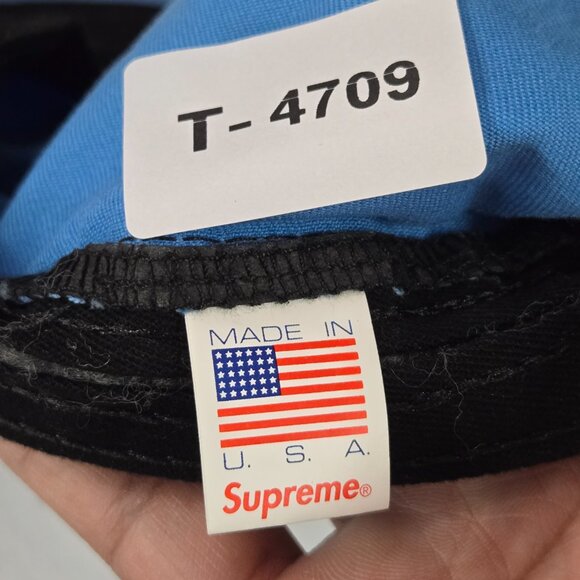 T-4709
MADE IN
U. S. A.
Supreme®